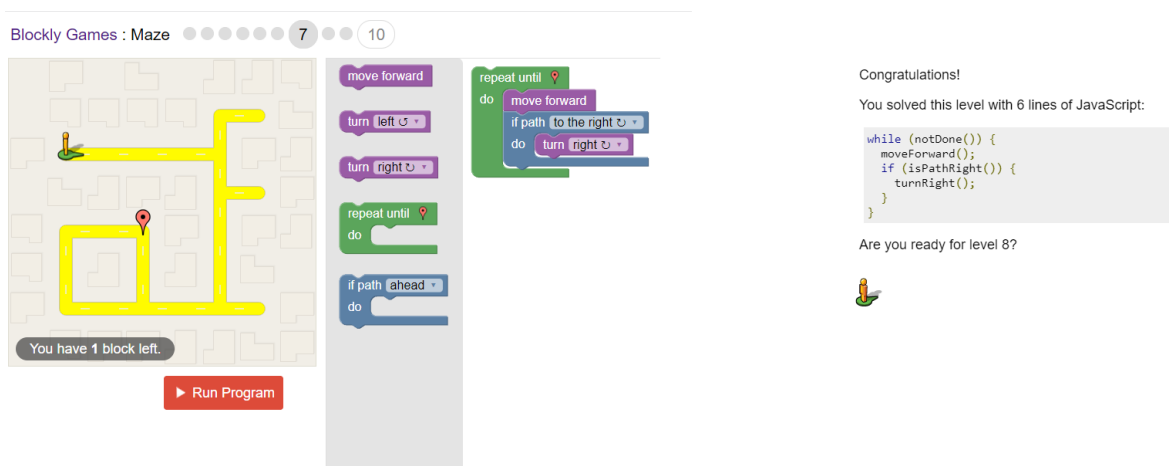 Blockly Games : Maze 7 10
move forward
turn left ↺ ▾
turn right ↻ ▾
repeat until
do
if path ahead ▾
do
You have 1 block left.
Run Program
repeat until
do move forward
if path to the right ↻ ▾
do turn right ↻ ▾
Congratulations!
You solved this level with 6 lines of JavaScript:
while (notDone()) {
  moveForward();
  if (isPathRight()) {
    turnRight();
  }
}
Are you ready for level 8?